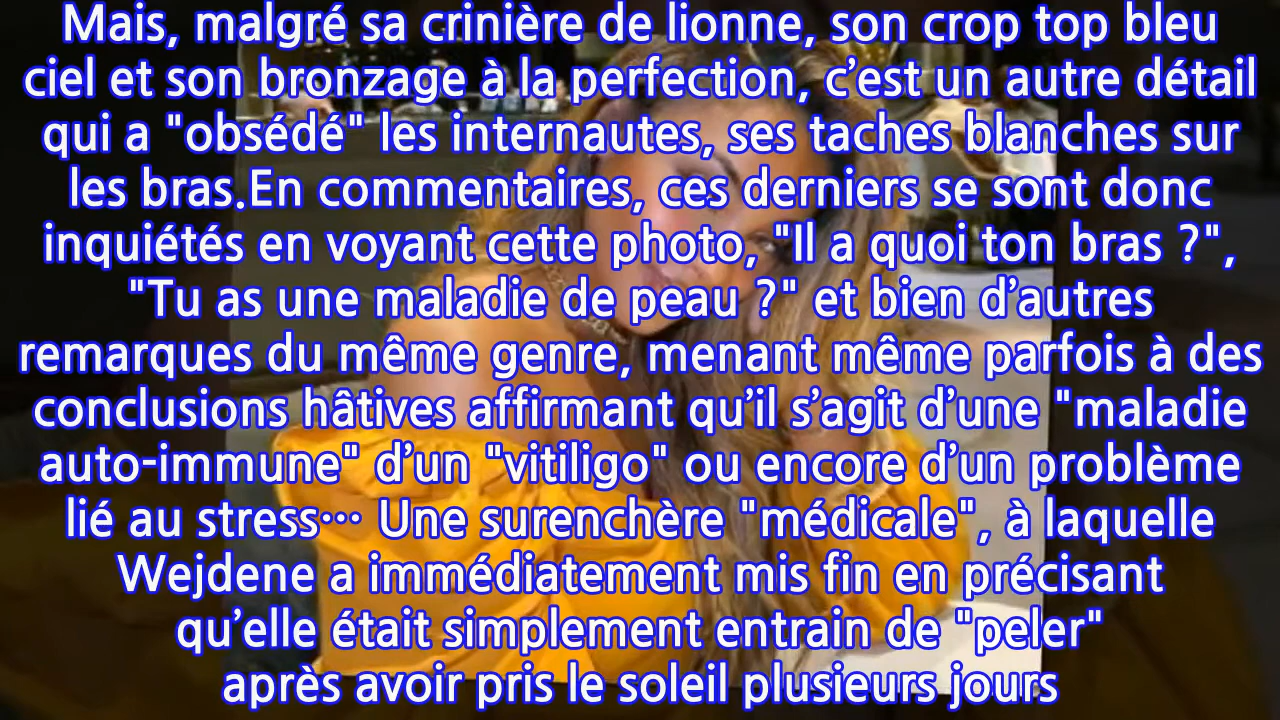 Mais, malgré sa crinière de lionne, son crop top bleu
ciel et son bronzage à la perfection, c’est un autre détail
qui a "obsédé" les internautes, ses taches blanches sur
les bras.En commentaires, ces derniers se sont donc
inquiétés en voyant cette photo,"Il a quoi ton bras ?",
"Tu as une maladie de peau ?" et bien d’autres
remarques du même genre, menant même parfois à des
conclusions hâtives affirmant qu’il s’agit d’une "maladie
auto-immune" d’un "vitiligo" ou encore d’un problème
lié au stress… Une surenchère "médicale", à laquelle
Wejdene a immédiatement mis fin en précisant
qu’elle était simplement entrain de "peler"
après avoir pris le soleil plusieurs jours